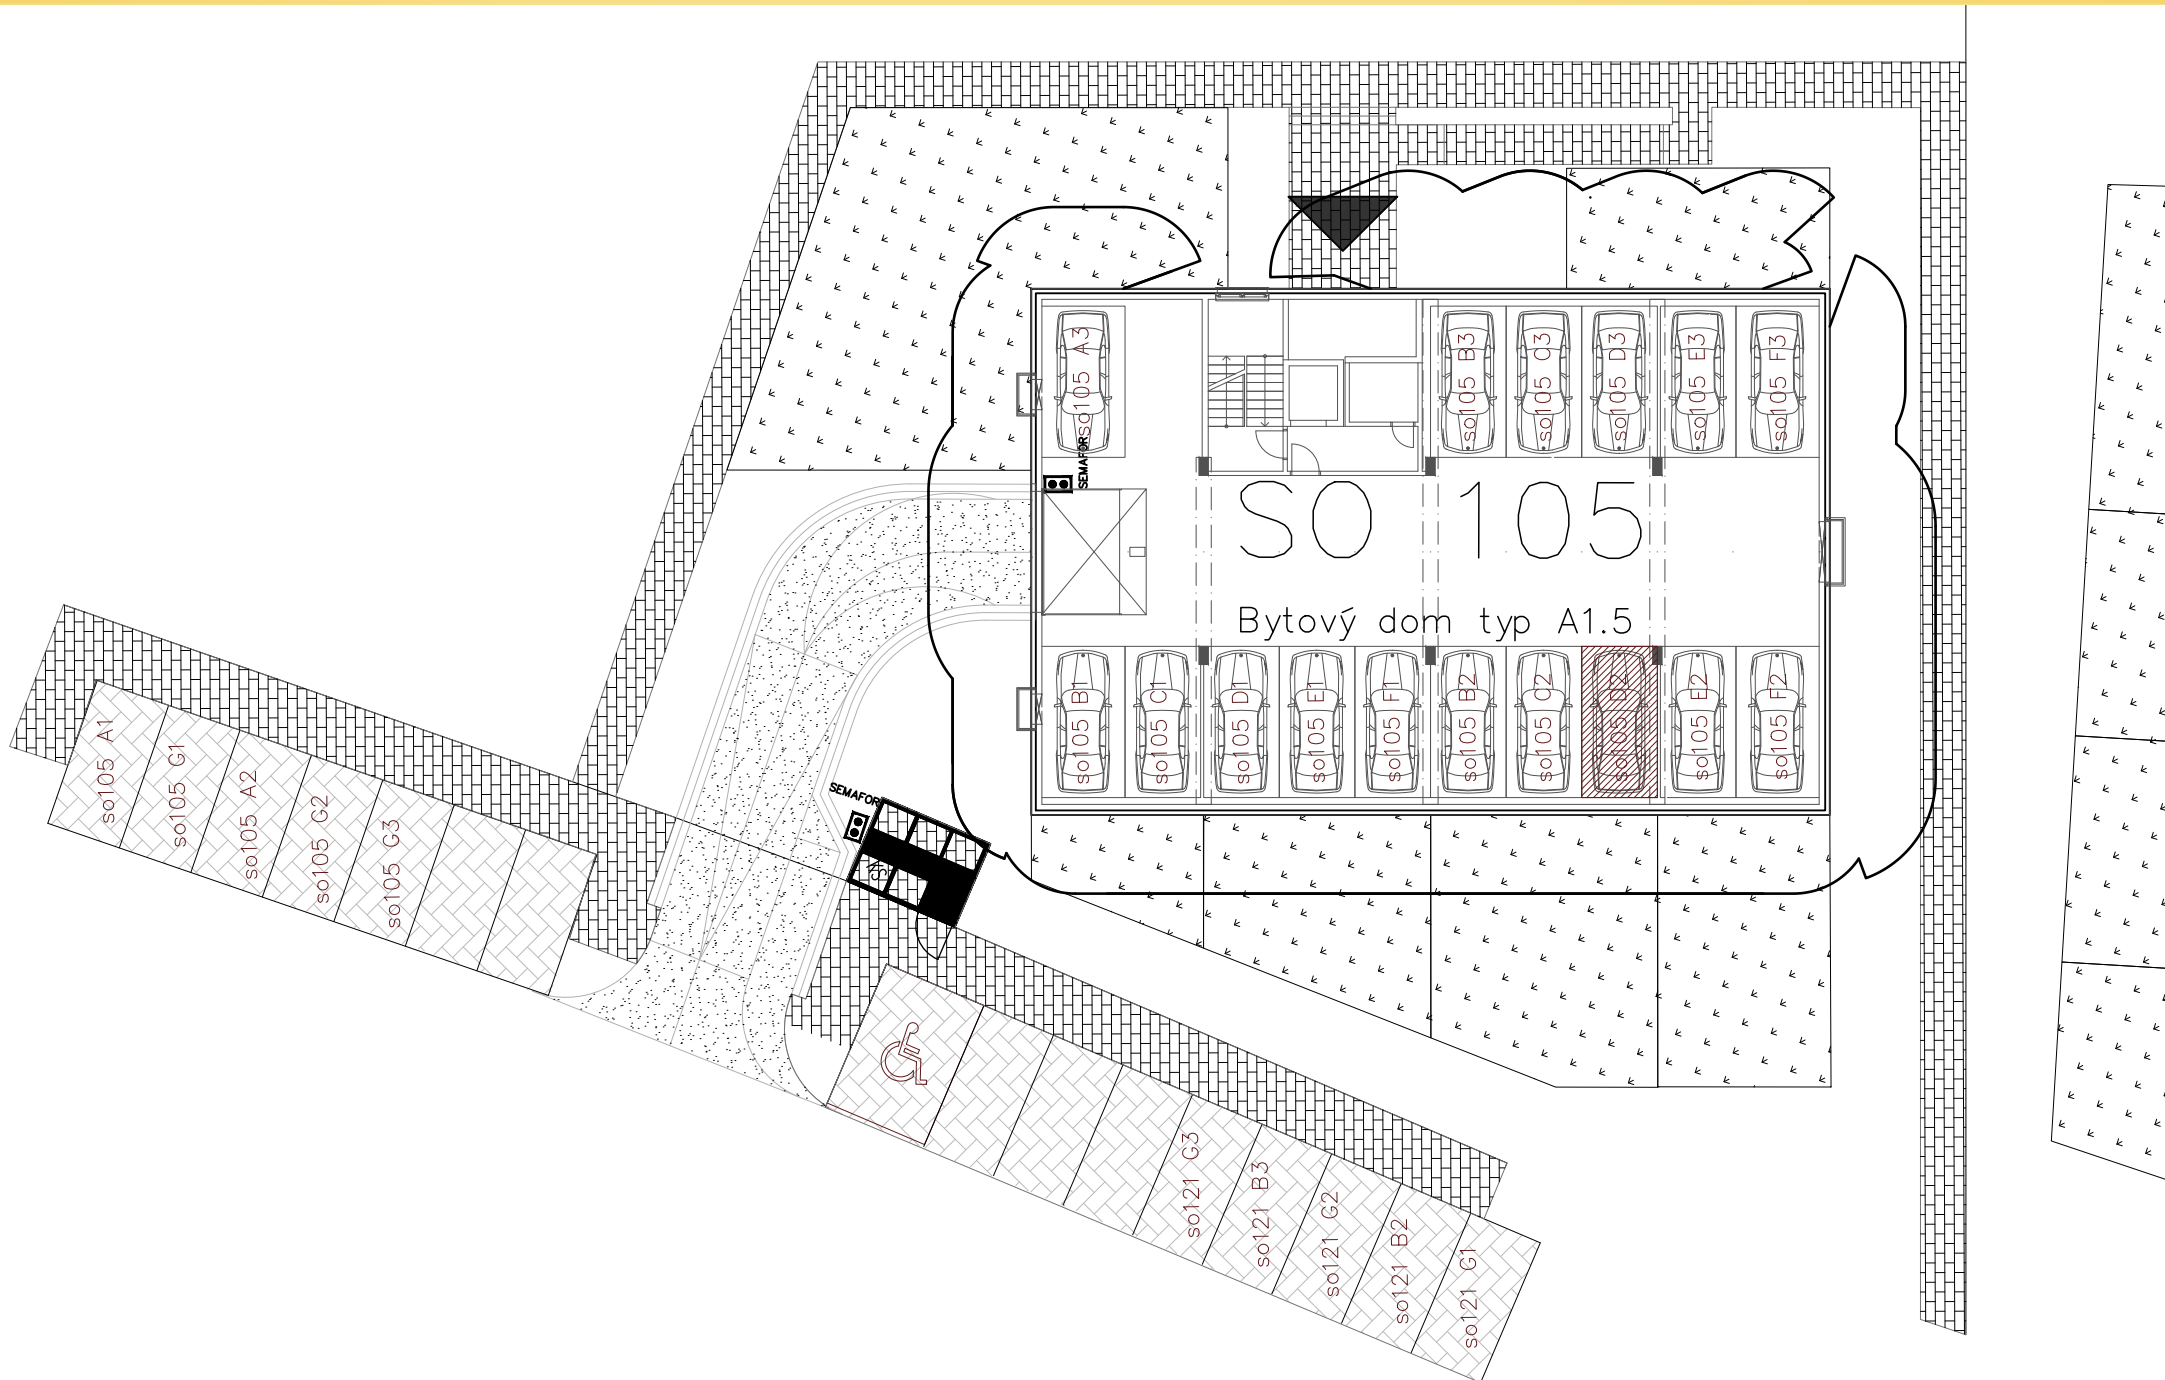 so105 A3
so105 B3
so105 C3
so105 D3
so105 E3
so105 F3
SEMAFOR
SO 105
Bytový dom typ A1.5
so105 B1
so105 C1
so105 D1
so105 E1
so105 F1
so105 B2
so105 C2
so105 D2
so105 E2
so105 F2
so105 A1
so105 G1
so105 A2
so105 G2
so105 G3
SEMAFOR
so121 G3
so121 B3
so121 G2
so121 B2
so121 G1